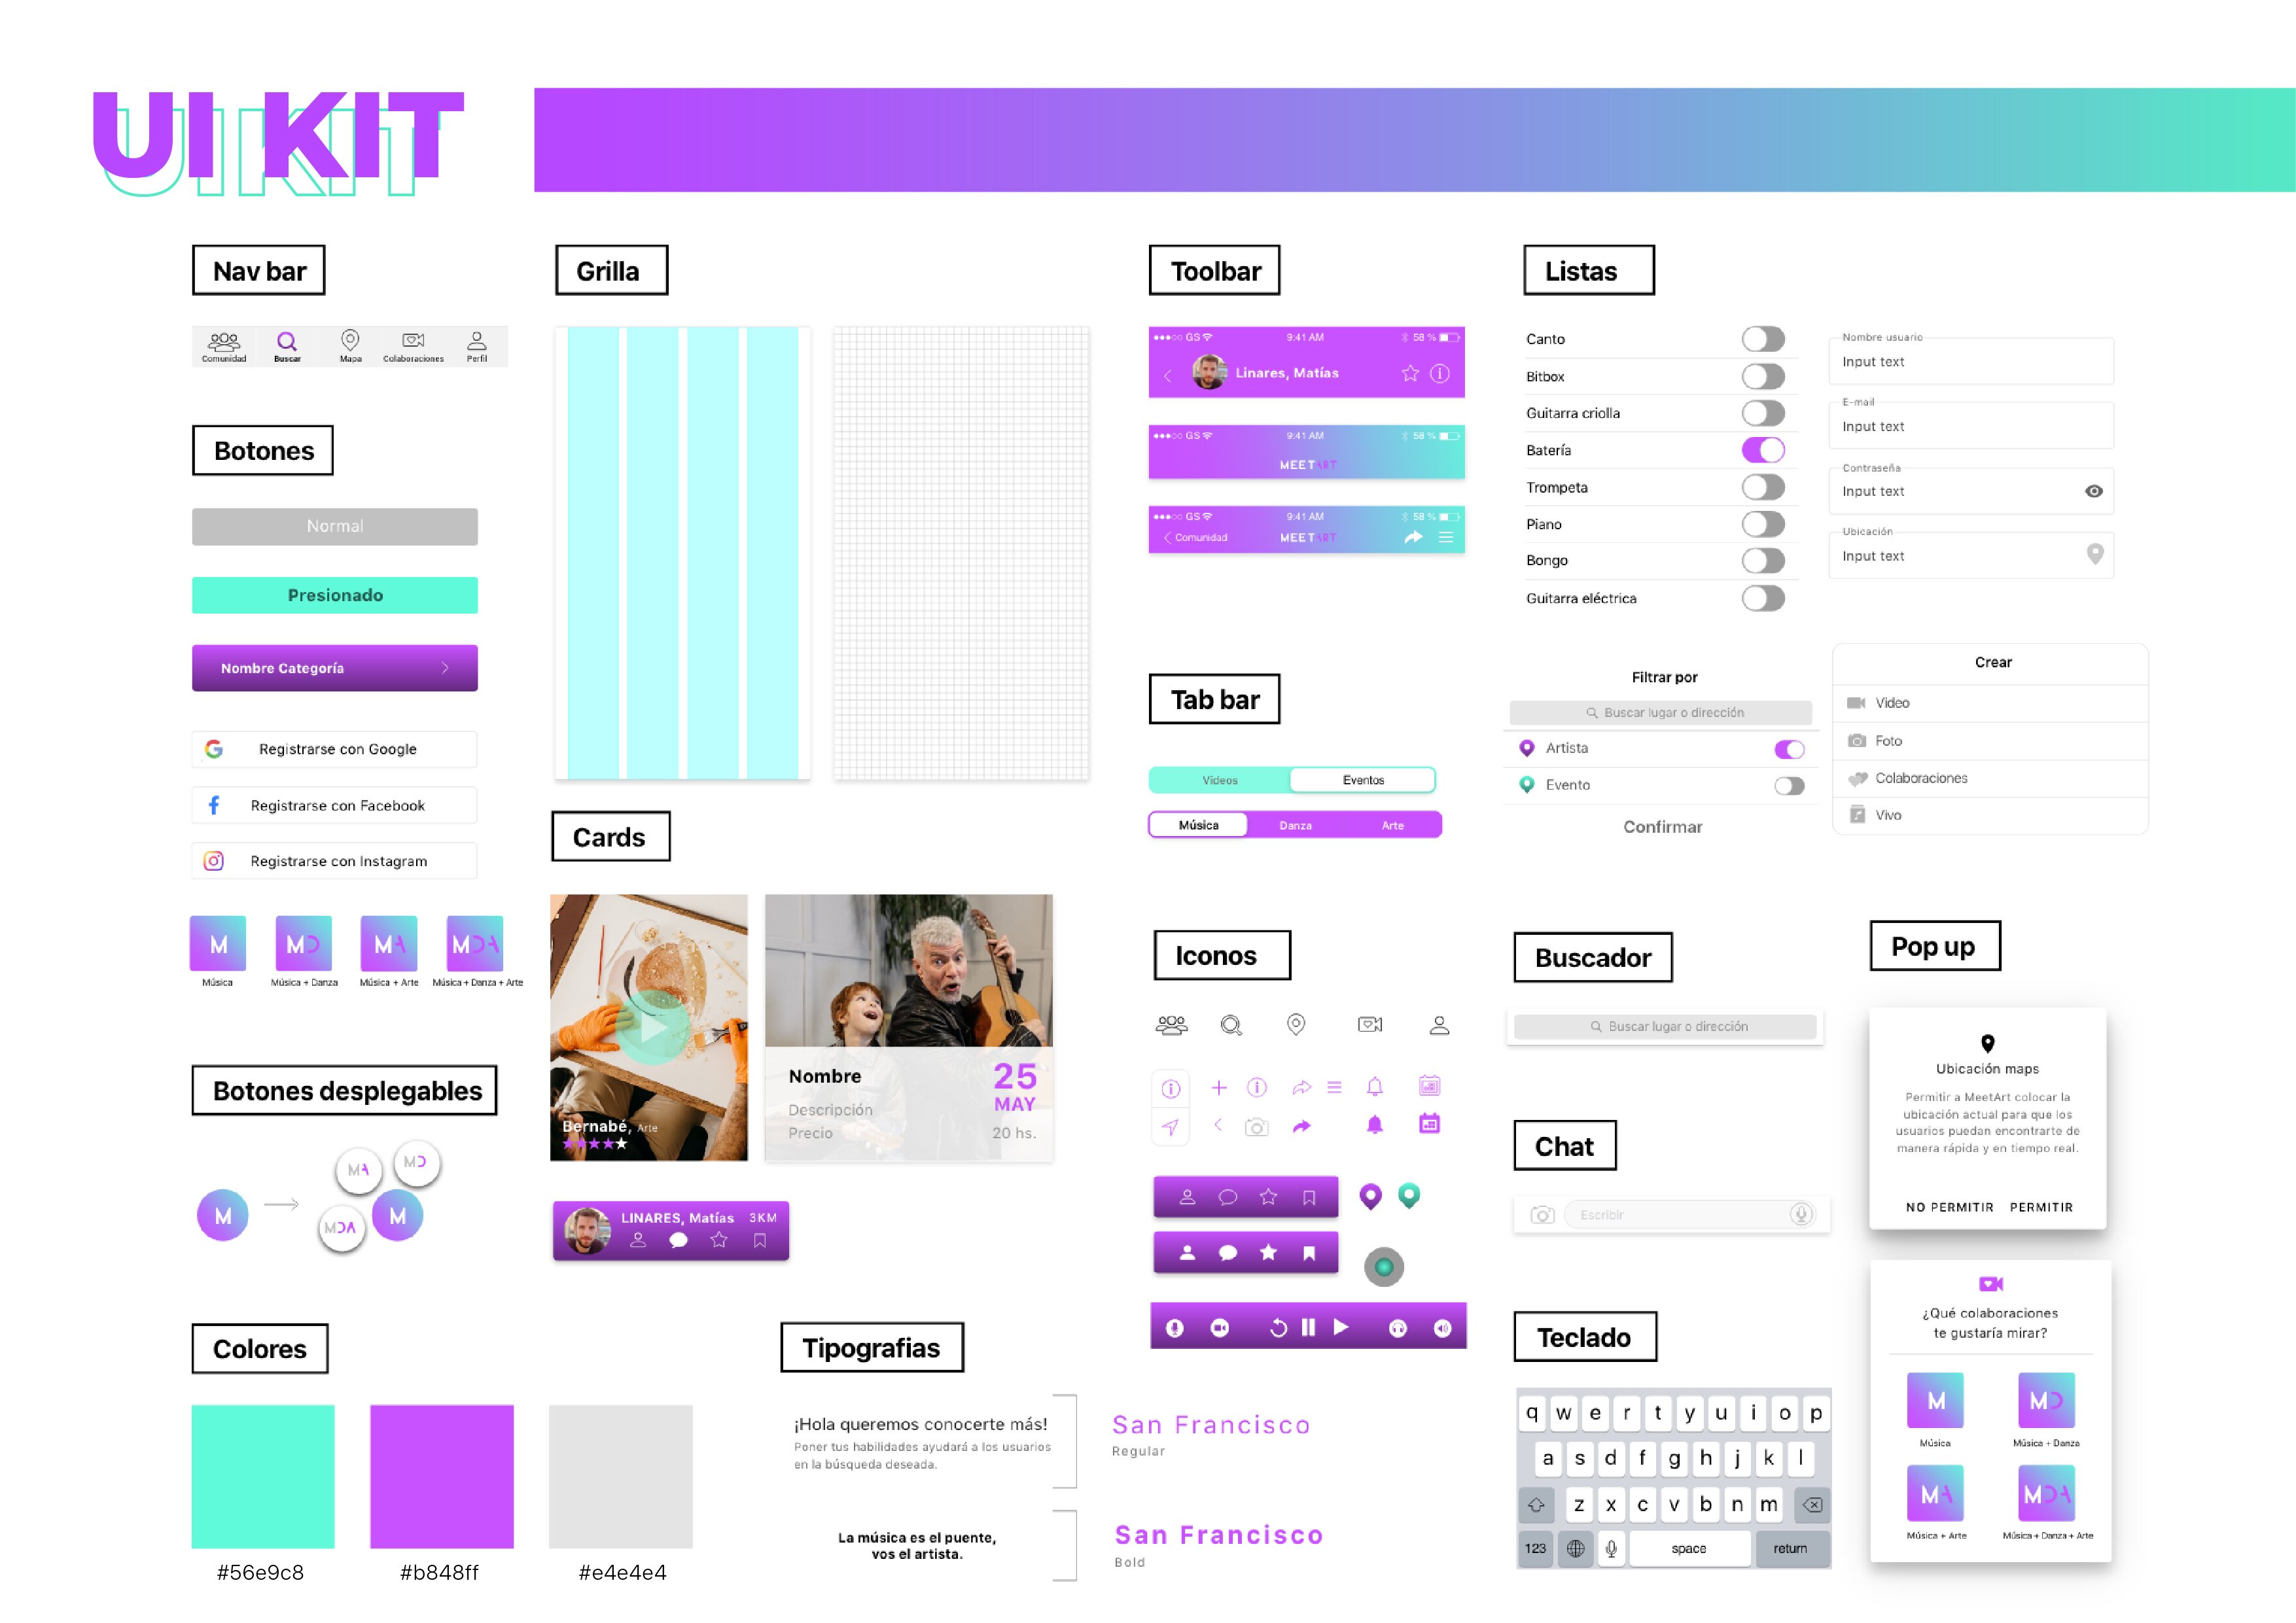 UI KIT
Nav bar
Comunidad
Buscar
Mapa
Colaboraciones
Perfil
Botones
Normal
Presionado
Nombre Categoría
Registrarse con Google
Registrarse con Facebook
Registrarse con Instagram
M
MD
MA
MDA
Música
Música + Danza
Música + Arte
Música + Danza + Arte
Botones desplegables
M
MA
MD
MDA
M
Colores
#56e9c8
#b848ff
#e4e4e4
Grilla
Cards
Bernabé, Arte
Nombre
Descripción
Precio
25
MAY
20 hs.
LINARES, Matías 3KM
Tipografias
¡Hola queremos conocerte más!
Poner tus habilidades ayudará a los usuarios
en la búsqueda deseada.
La música es el puente,
vos el artista.
San Francisco
Regular
San Francisco
Bold
Toolbar
GS 9:41 AM 58 %
Linares, Matías
GS 9:41 AM 58 %
MEETART
GS 9:41 AM 58 %
Comunidad MEETART
Tab bar
Videos Eventos
Música Danza Arte
Iconos
Listas
Canto
Bitbox
Guitarra criolla
Batería
Trompeta
Piano
Bongo
Guitarra eléctrica
Nombre usuario
Input text
E-mail
Input text
Contraseña
Input text
Ubicación
Input text
Filtrar por
Buscar lugar o dirección
Artista
Evento
Confirmar
Crear
Video
Foto
Colaboraciones
Vivo
Buscador
Buscar lugar o dirección
Chat
Escribir
Teclado
q w e r t y u i o p
a s d f g h j k l
z x c v b n m
123 space return
Pop up
Ubicación maps
Permitir a MeetArt colocar la
ubicación actual para que los
usuarios puedan encontrarte de
manera rápida y en tiempo real.
NO PERMITIR PERMITIR
¿Qué colaboraciones
te gustaría mirar?
M
MD
Música
Música + Danza
MA
MDA
Música + Arte
Música + Danza + Arte